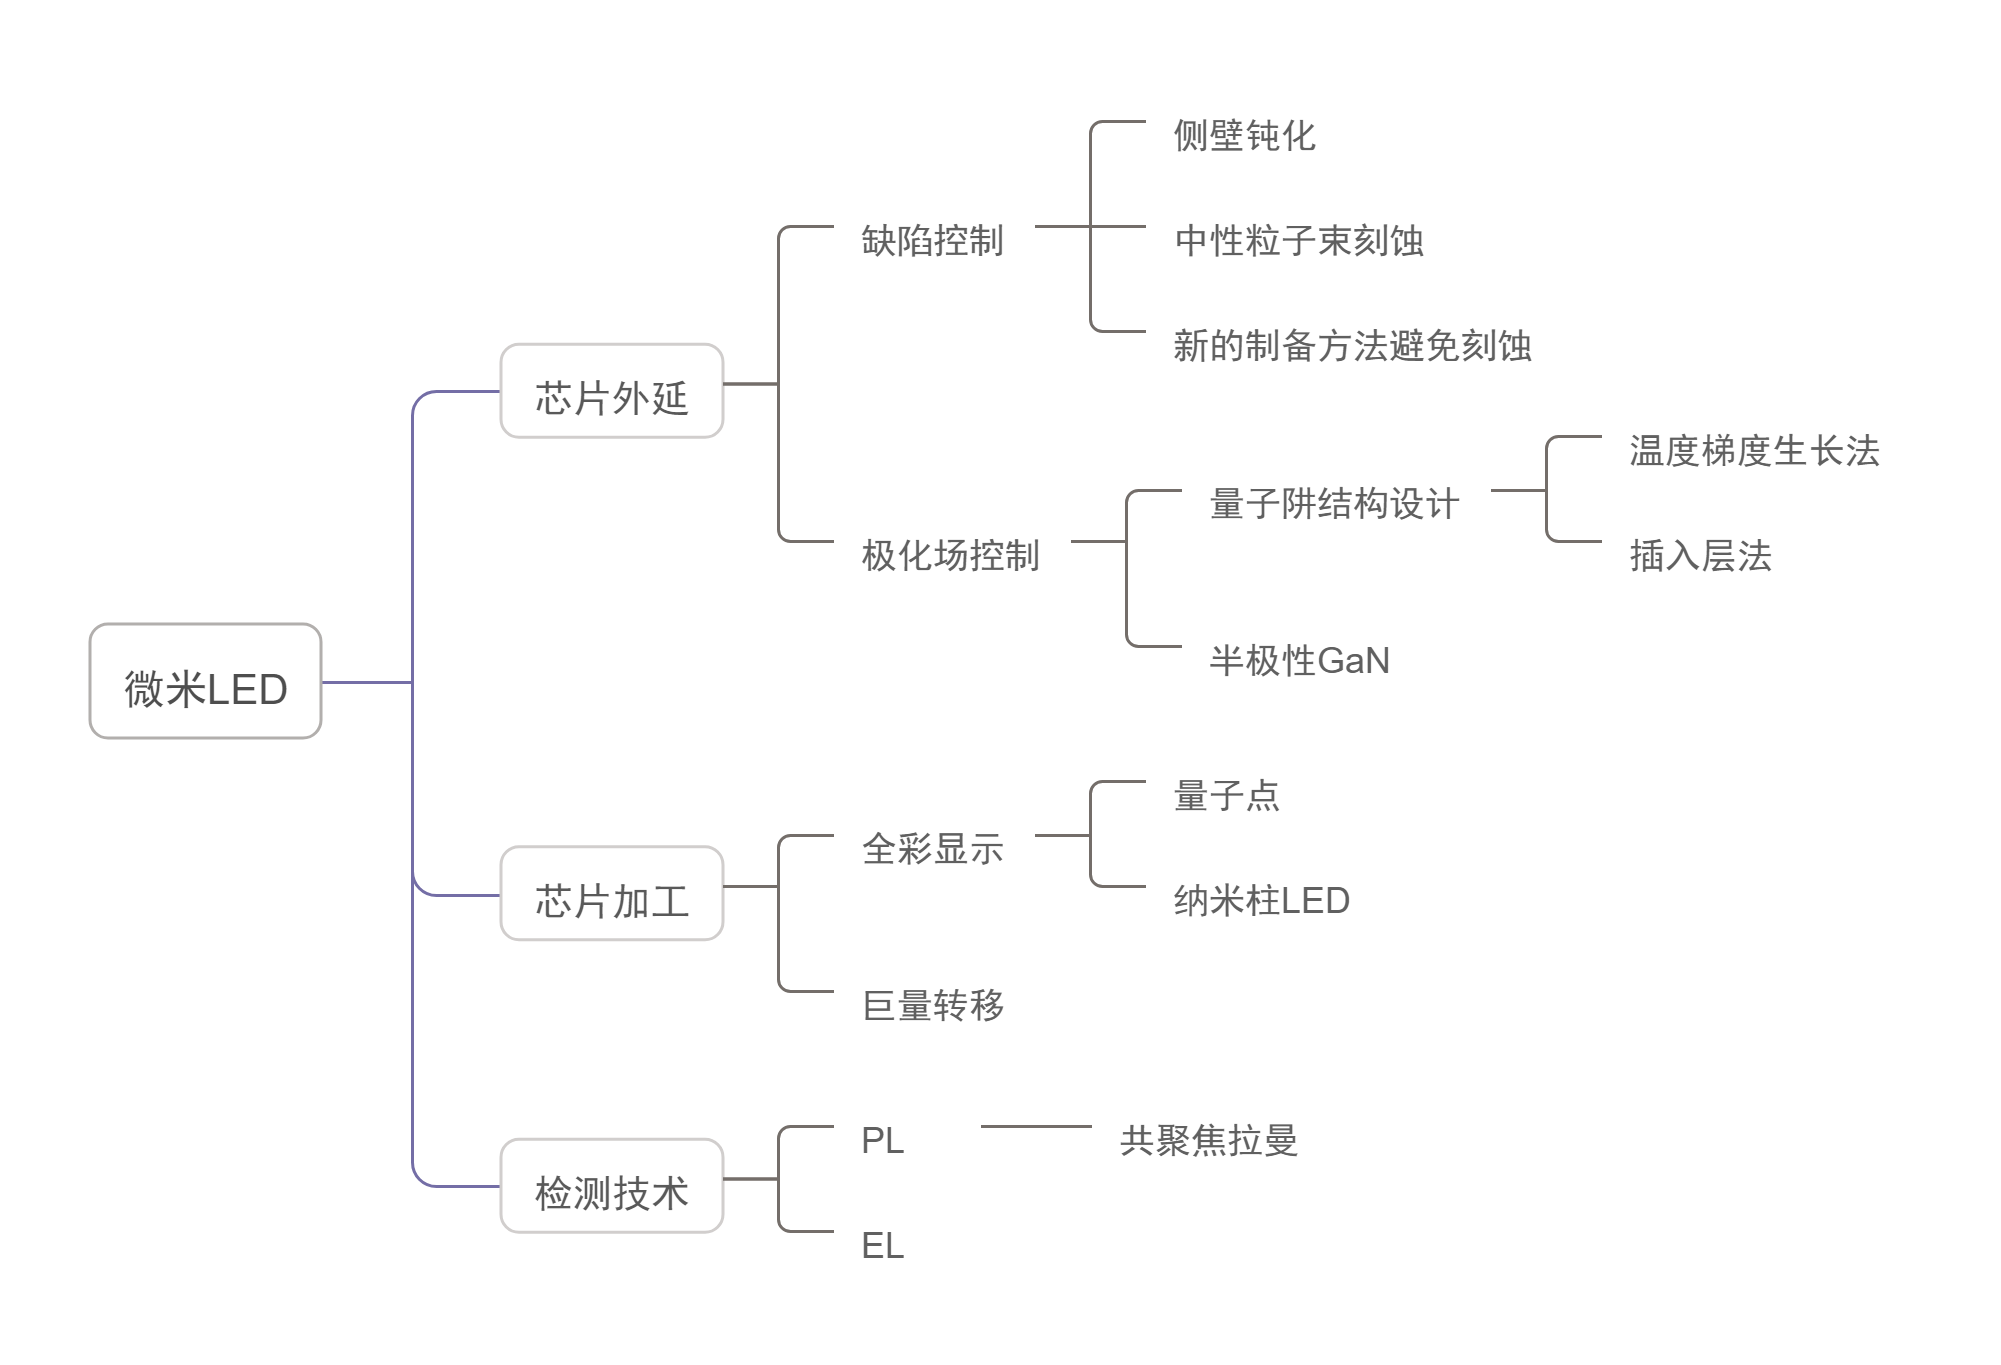 微米LED
芯片外延
缺陷控制
侧壁钝化
中性粒子束刻蚀
新的制备方法避免刻蚀
极化场控制
量子阱结构设计
温度梯度生长法
插入层法
半极性GaN
芯片加工
全彩显示
量子点
纳米柱LED
巨量转移
检测技术
PL
共聚焦拉曼
EL